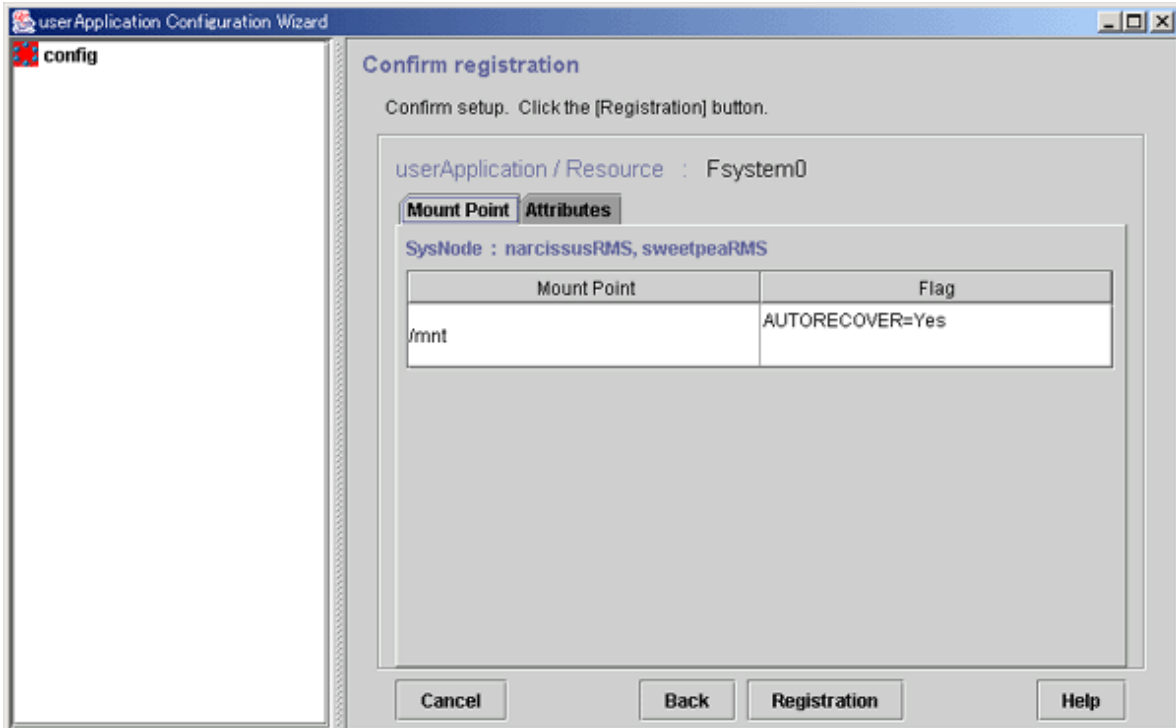 userApplication Configuration Wizard
config
Confirm registration
Confirm setup. Click the [Registration] button.
userApplication / Resource : Fsystem0
Mount Point Attributes
SysNode : narcissusRMS, sweetpeaRMS
Mount Point Flag
/mnt AUTORECOVER=Yes
Cancel Back Registration Help